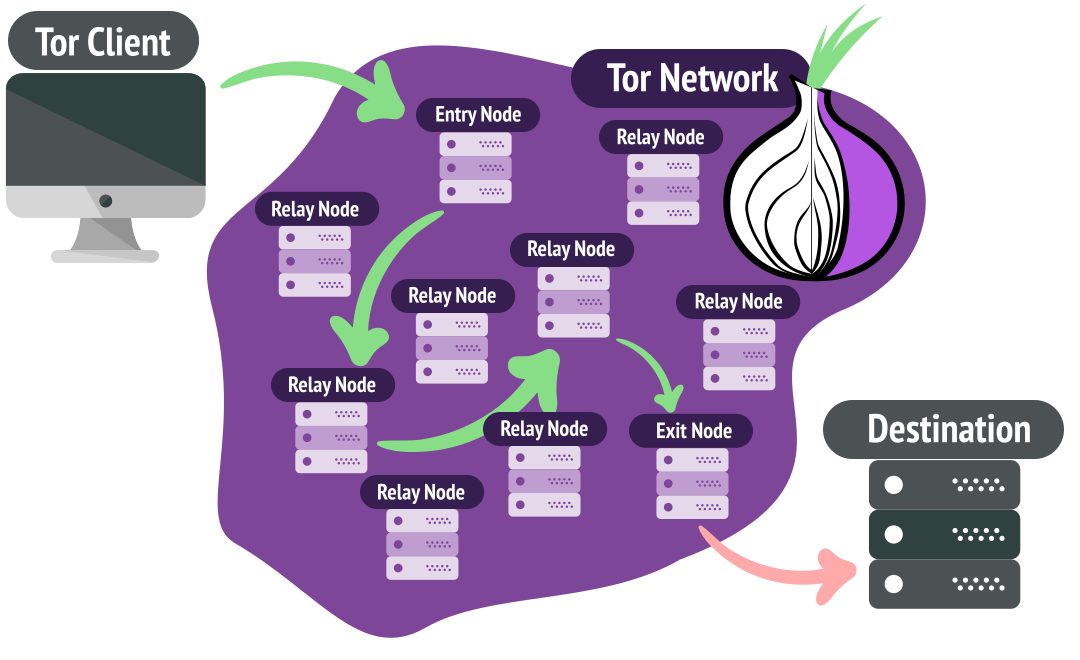 Tor Client
Tor Network
Entry Node
Relay Node
Relay Node
Relay Node
Relay Node
Relay Node
Relay Node
Relay Node
Exit Node
Destination
Relay Node